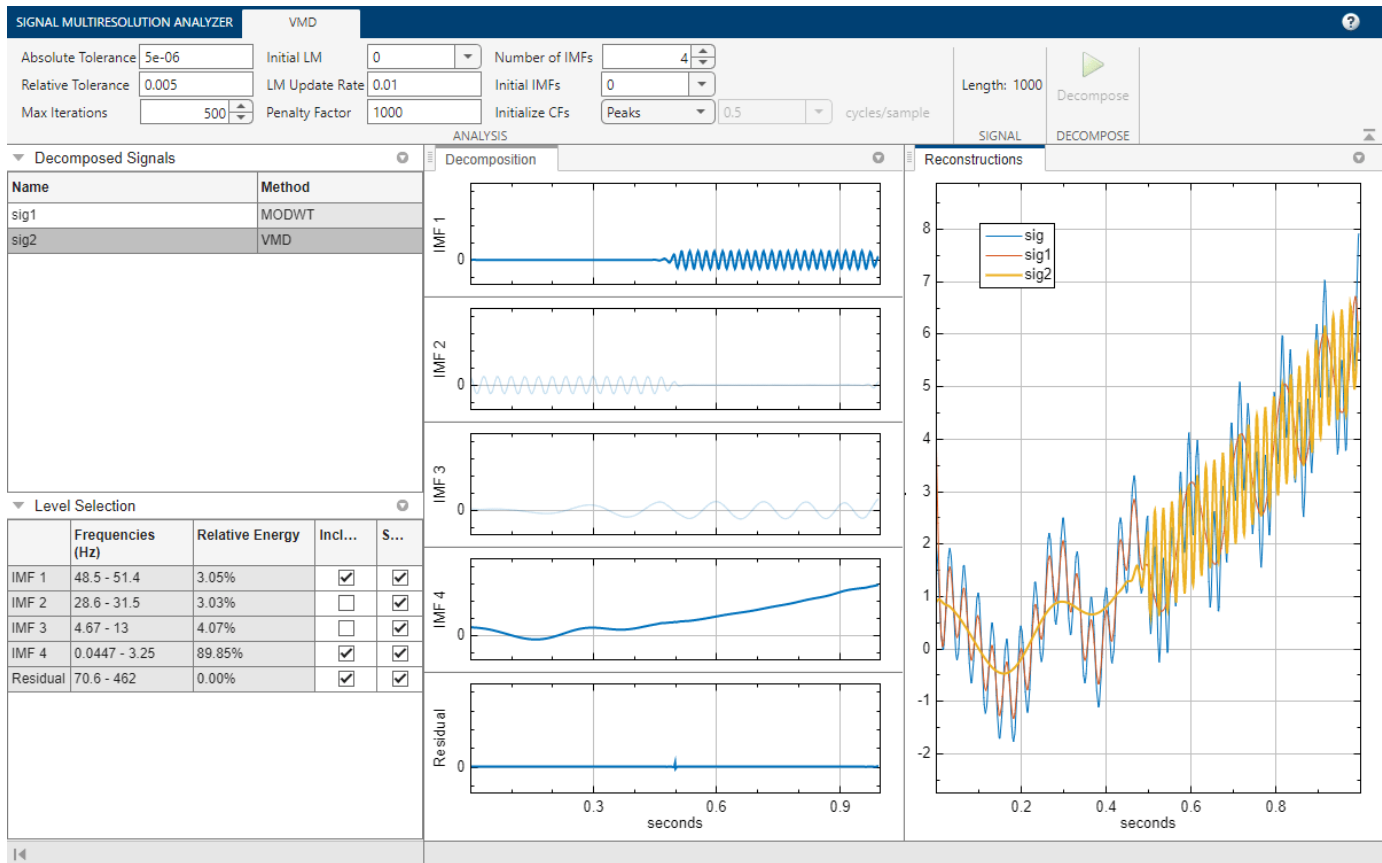 SIGNAL MULTIRESOLUTION ANALYZER VMD
Absolute Tolerance 5e-06 Initial LM 0 Number of IMFs 4
Relative Tolerance 0.005 LM Update Rate 0.01 Initial IMFs 0 Length: 1000 Decompose
Max Iterations 500 Penalty Factor 1000 Initialize CFs Peaks 0.5 cycles/sample
ANALYSIS SIGNAL DECOMPOSE
Decomposed Signals
Name Method
sig1 MODWT
sig2 VMD
Level Selection
Frequencies (Hz) Relative Energy Incl... S...
IMF 1 48.5 - 51.4 3.05%
IMF 2 28.6 - 31.5 3.03%
IMF 3 4.67 - 13 4.07%
IMF 4 0.0447 - 3.25 89.85%
Residual 70.6 - 462 0.00%
Decomposition
IMF 1
0
IMF 2
0
IMF 3
0
IMF 4
0
Residual
0
0.3 0.6 0.9
seconds
Reconstructions
sig
sig1
sig2
8
7
6
5
4
3
2
1
0
-1
-2
0.2 0.4 0.6 0.8
seconds